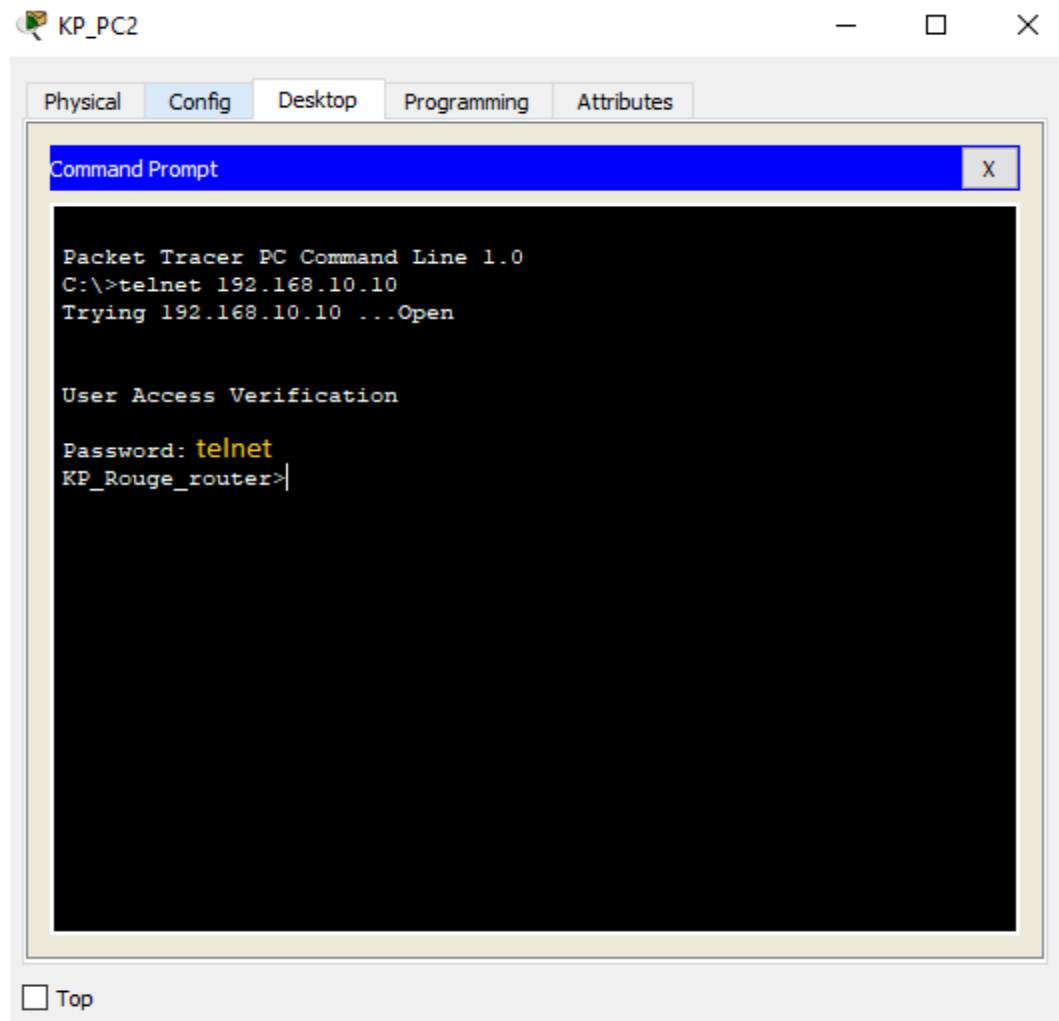 KP_PC2
Physical Config Desktop Programming Attributes
Command Prompt X
Packet Tracer PC Command Line 1.0
C:\>telnet 192.168.10.10
Trying 192.168.10.10 ...Open
User Access Verification
Password: telnet
KP_Rouge_router>
Top